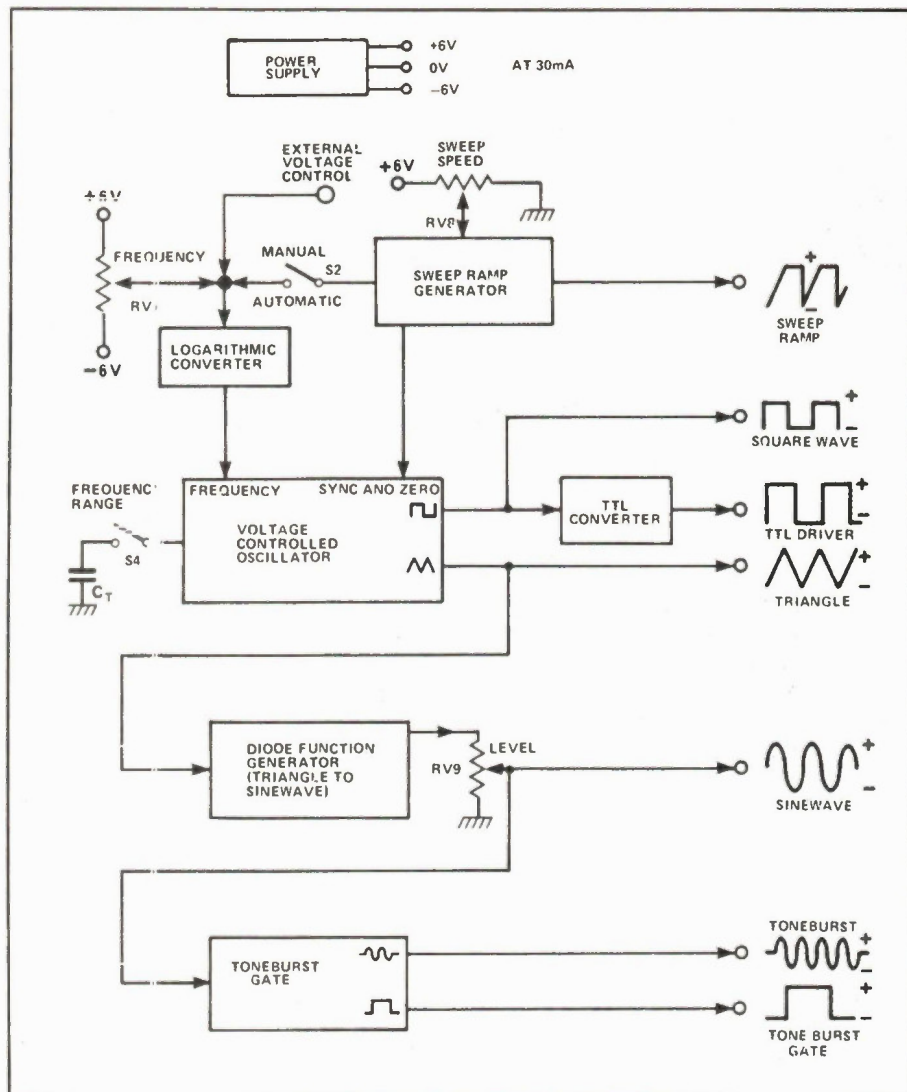 POWER
SUPPLY
+6V
0V
−6V
AT 30mA
EXTERNAL
VOLTAGE
CONTROL
SWEEP
SPEED
+6V
RV8
+6V
FREQUENCY
−6V
MANUAL
S2
AUTOMATIC
SWEEP RAMP
GENERATOR
+
−
SWEEP
RAMP
LOGARITHMIC
CONVERTER
+
−
SQUARE WAVE
FREQUENCY
RANGE
S4
CT
FREQUENCY
SYNC AND ZERO
VOLTAGE
CONTROLLED
OSCILLATOR
TTL
CONVERTER
+
−
TTL DRIVER
+
−
TRIANGLE
DIODE FUNCTION
GENERATOR
(TRIANGLE TO
SINEWAVE)
LEVEL
RV9
+
−
SINEWAVE
TONEBURST
GATE
TONEBURST
+
−
+
−
TONE BURST
GATE